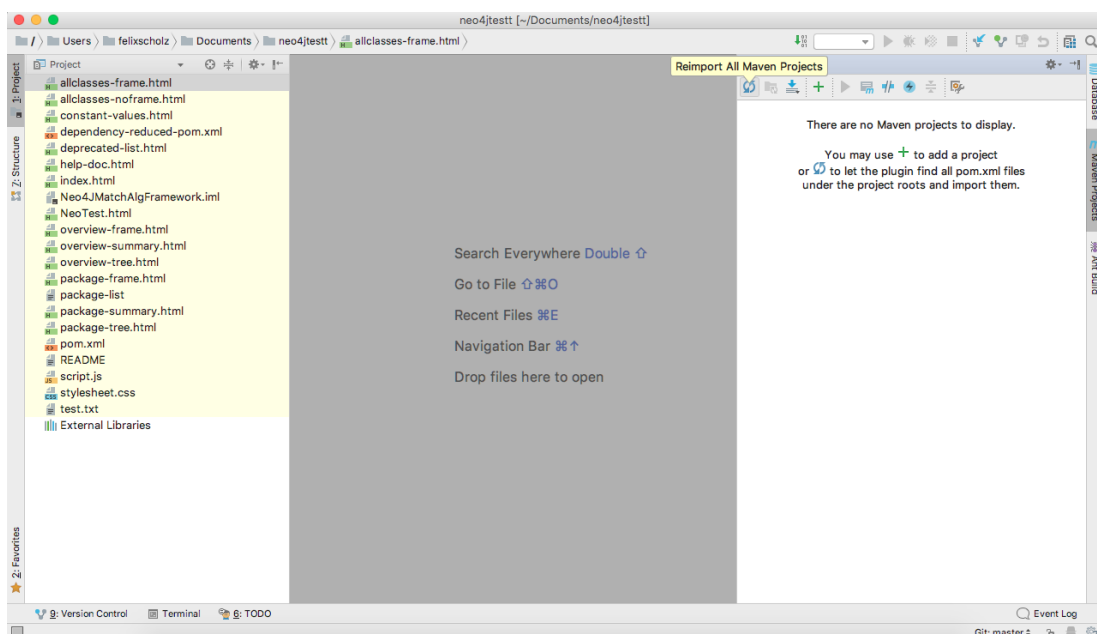 neo4jtestt [~/Documents/neo4jtestt]
/ Users felixscholz Documents neo4jtestt allclasses-frame.html
1: Project
Z: Structure
2: Favorites
Project
allclasses-frame.html
allclasses-noframe.html
constant-values.html
dependency-reduced-pom.xml
deprecated-list.html
help-doc.html
index.html
Neo4JMatchAlgFramework.iml
NeoTest.html
overview-frame.html
overview-summary.html
overview-tree.html
package-frame.html
package-list
package-summary.html
package-tree.html
pom.xml
README
script.js
stylesheet.css
test.txt
External Libraries
Search Everywhere Double ⇧
Go to File ⇧⌘O
Recent Files ⌘E
Navigation Bar ⌘↑
Drop files here to open
Reimport All Maven Projects
There are no Maven projects to display.
You may use + to add a project
or to let the plugin find all pom.xml files
under the project roots and import them.
Database
Maven Projects
Ant Build
9: Version Control Terminal 6: TODO Event Log
Git: master